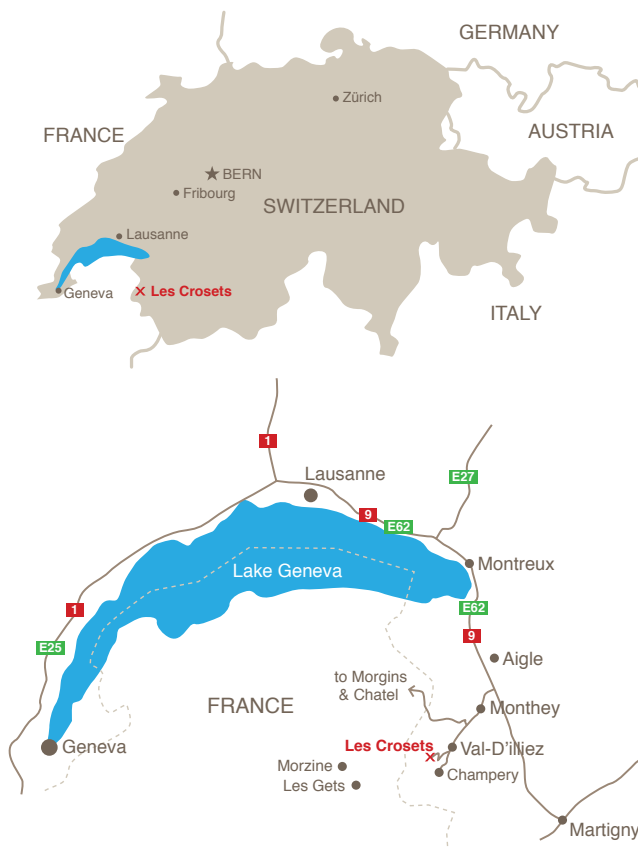 GERMANY
Zürich
FRANCE
AUSTRIA
BERN
Fribourg
SWITZERLAND
Lausanne
Geneva
Les Crosets
ITALY
1
Lausanne
E27
9
E62
Lake Geneva
Montreux
1
E62
9
E25
Aigle
to Morgins
& Chatel
FRANCE
Monthey
Les Crosets
Val-D'illiez
Geneva
Morzine
Champery
Les Gets
Martigny